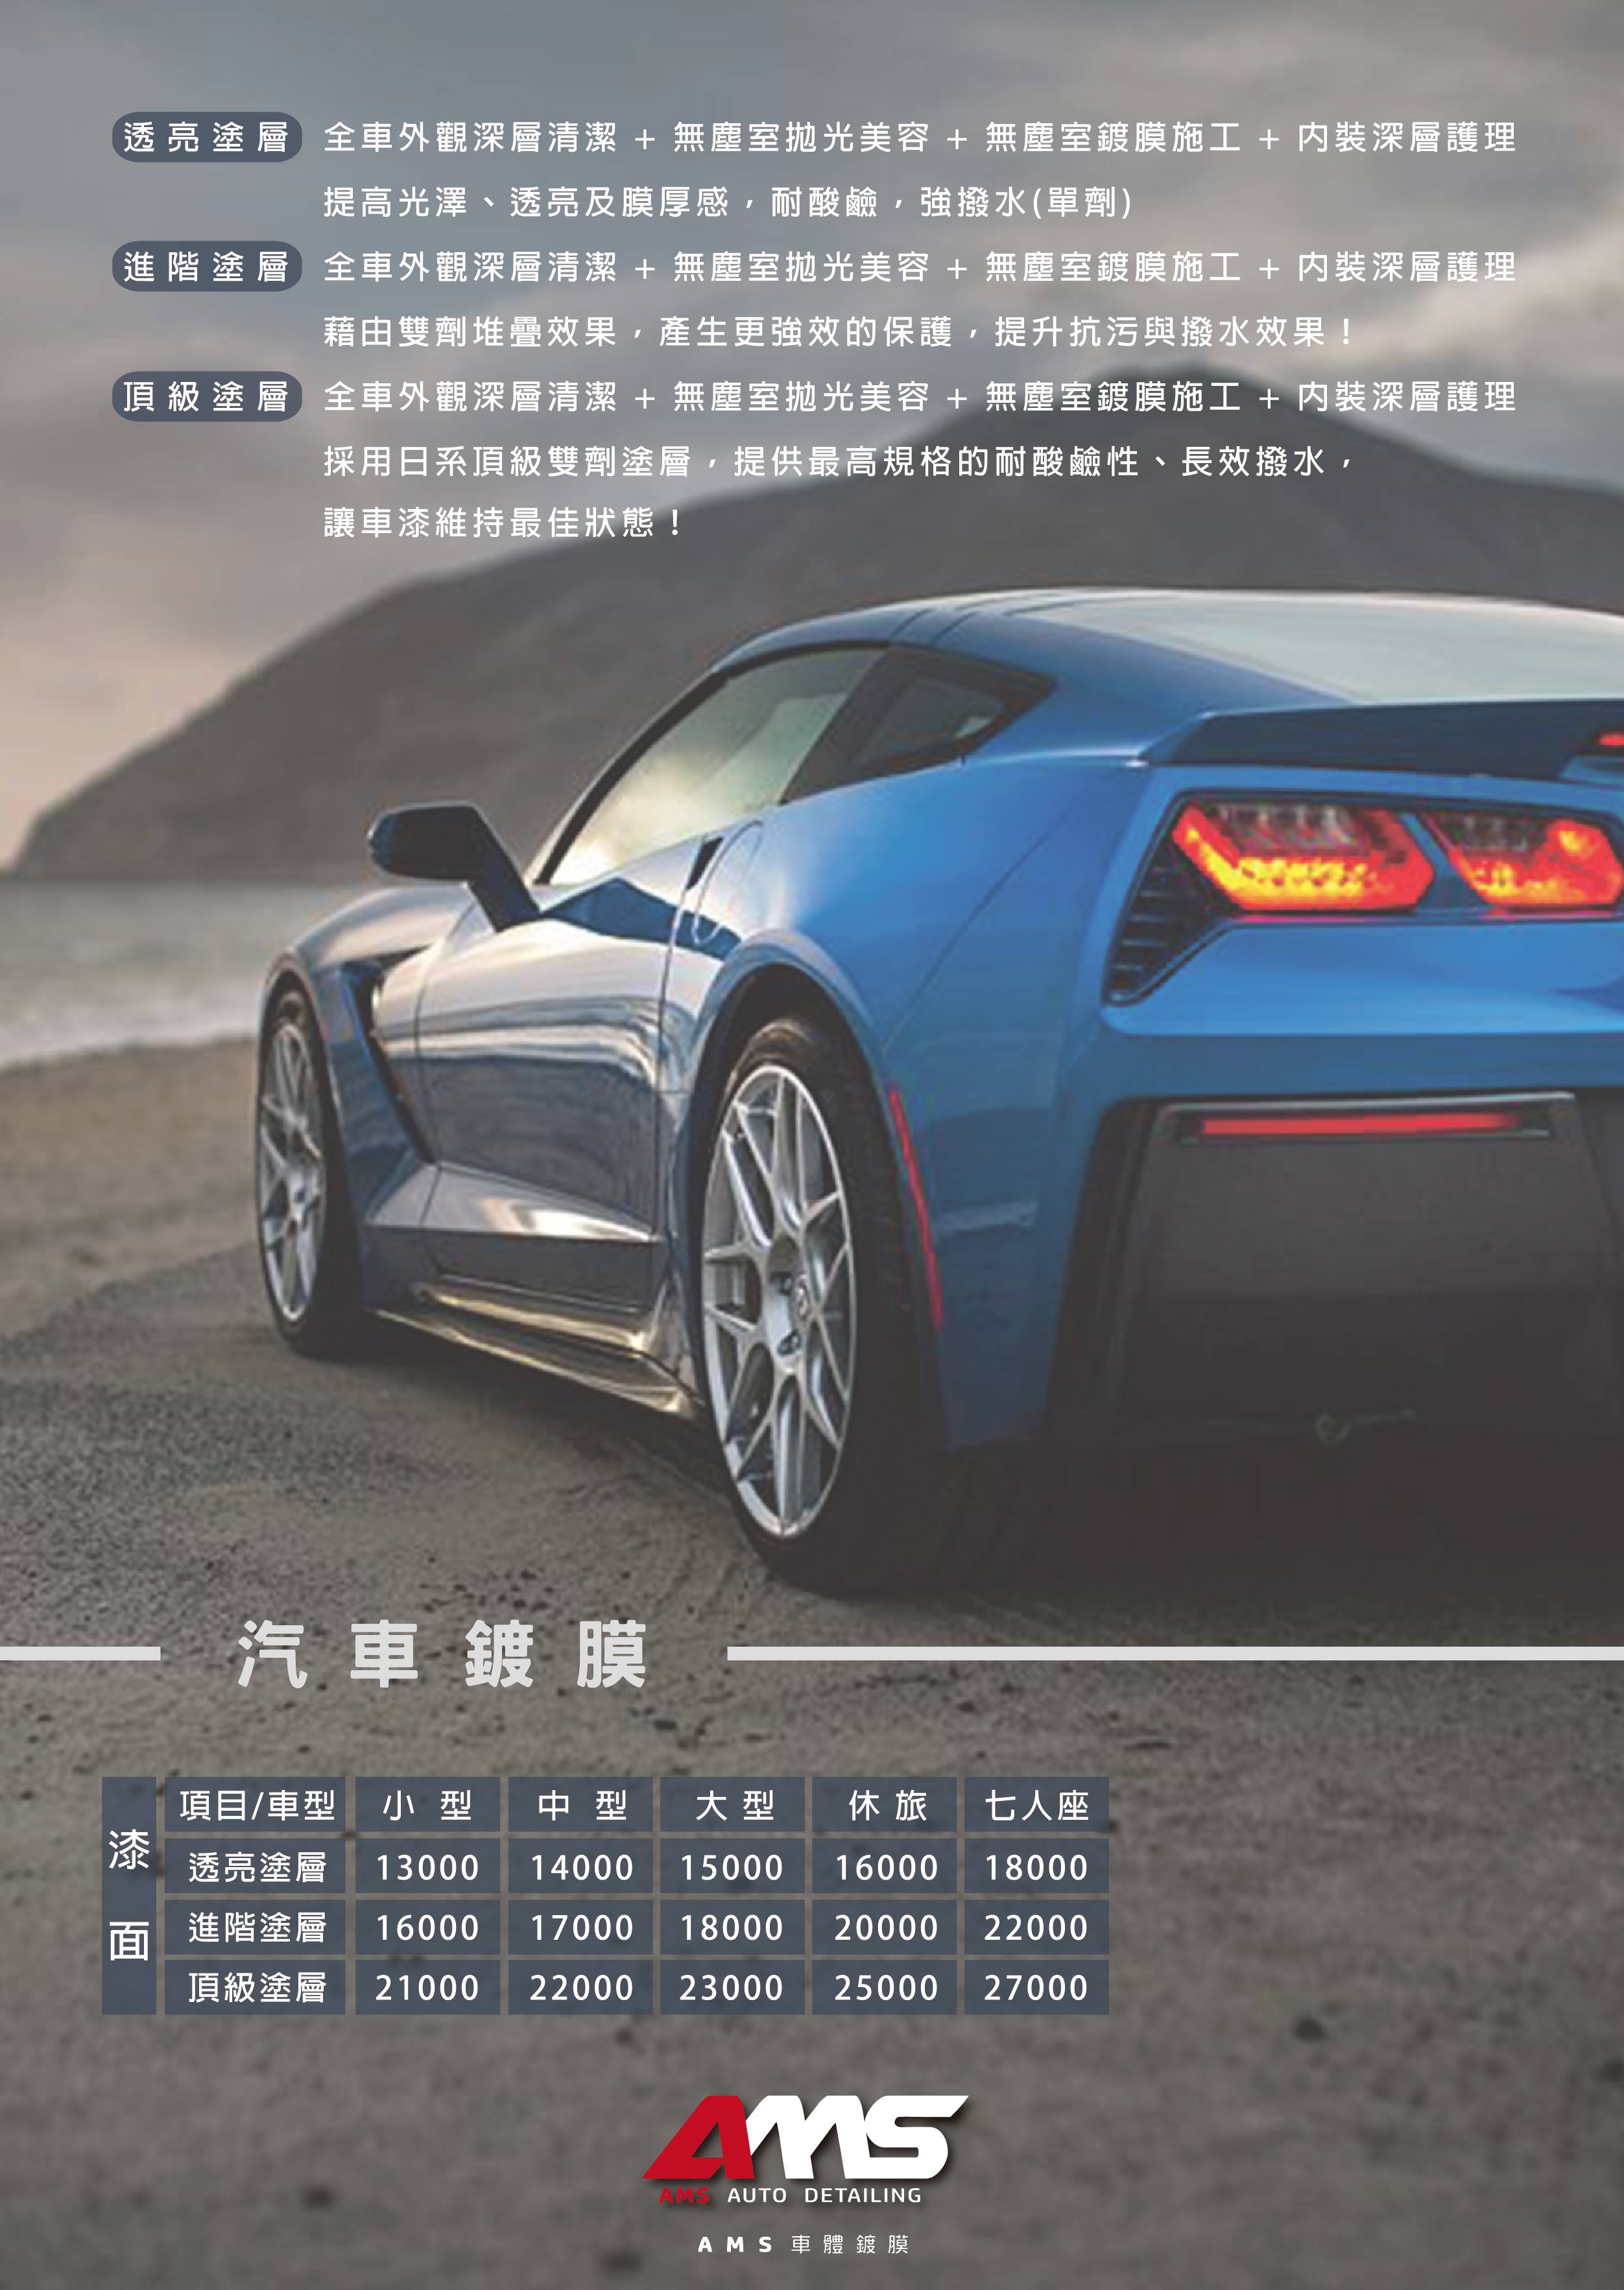 透亮塗層 全車外觀深層清潔 + 無塵室拋光美容 + 無塵室鍍膜施工 + 內裝深層護理
提高光澤、透亮及膜厚感，耐酸鹼，強撥水(單劑)
進階塗層 全車外觀深層清潔 + 無塵室拋光美容 + 無塵室鍍膜施工 + 內裝深層護理
藉由雙劑堆疊效果，產生更強效的保護，提升抗污與撥水效果！
頂級塗層 全車外觀深層清潔 + 無塵室拋光美容 + 無塵室鍍膜施工 + 內裝深層護理
採用日系頂級雙劑塗層，提供最高規格的耐酸鹼性、長效撥水，
讓車漆維持最佳狀態！
汽車鍍膜
漆面
項目/車型 小型 中型 大型 休旅 七人座
透亮塗層 13000 14000 15000 16000 18000
進階塗層 16000 17000 18000 20000 22000
頂級塗層 21000 22000 23000 25000 27000
AMS
AMS AUTO DETAILING
AMS 車體鍍膜